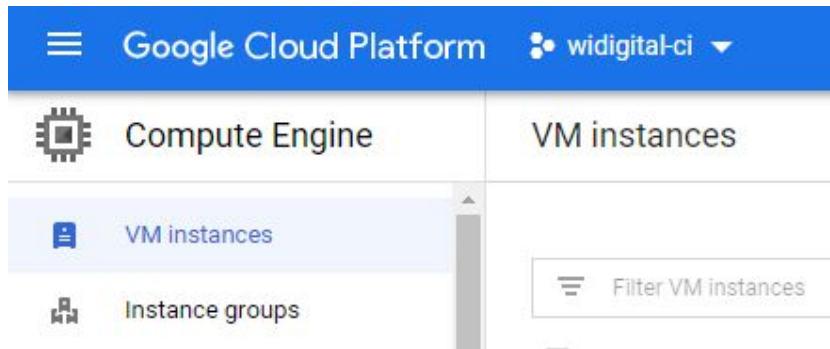 Google Cloud Platform widigital-ci
Compute Engine
VM instances
VM instances
Instance groups
Filter VM instances